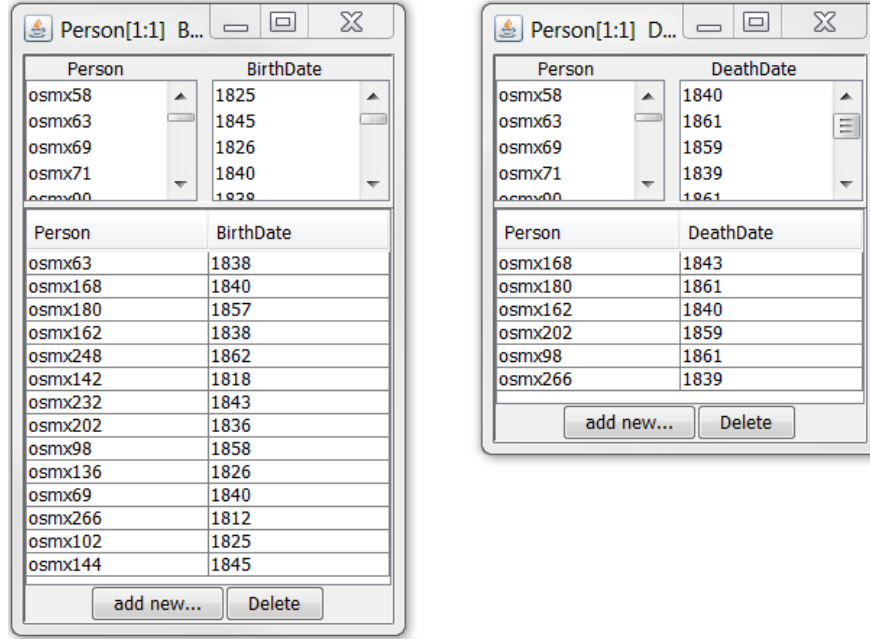 Person[1:1] B...
Person BirthDate
osmx58 1825
osmx63 1845
osmx69 1826
osmx71 1840
osmx90 1838
Person BirthDate
osmx63 1838
osmx168 1840
osmx180 1857
osmx162 1838
osmx248 1862
osmx142 1818
osmx232 1843
osmx202 1836
osmx98 1858
osmx136 1826
osmx69 1840
osmx266 1812
osmx102 1825
osmx144 1845
add new... Delete
Person[1:1] D...
Person DeathDate
osmx58 1840
osmx63 1861
osmx69 1859
osmx71 1839
osmx90 1861
Person DeathDate
osmx168 1843
osmx180 1861
osmx162 1840
osmx202 1859
osmx98 1861
osmx266 1839
add new... Delete